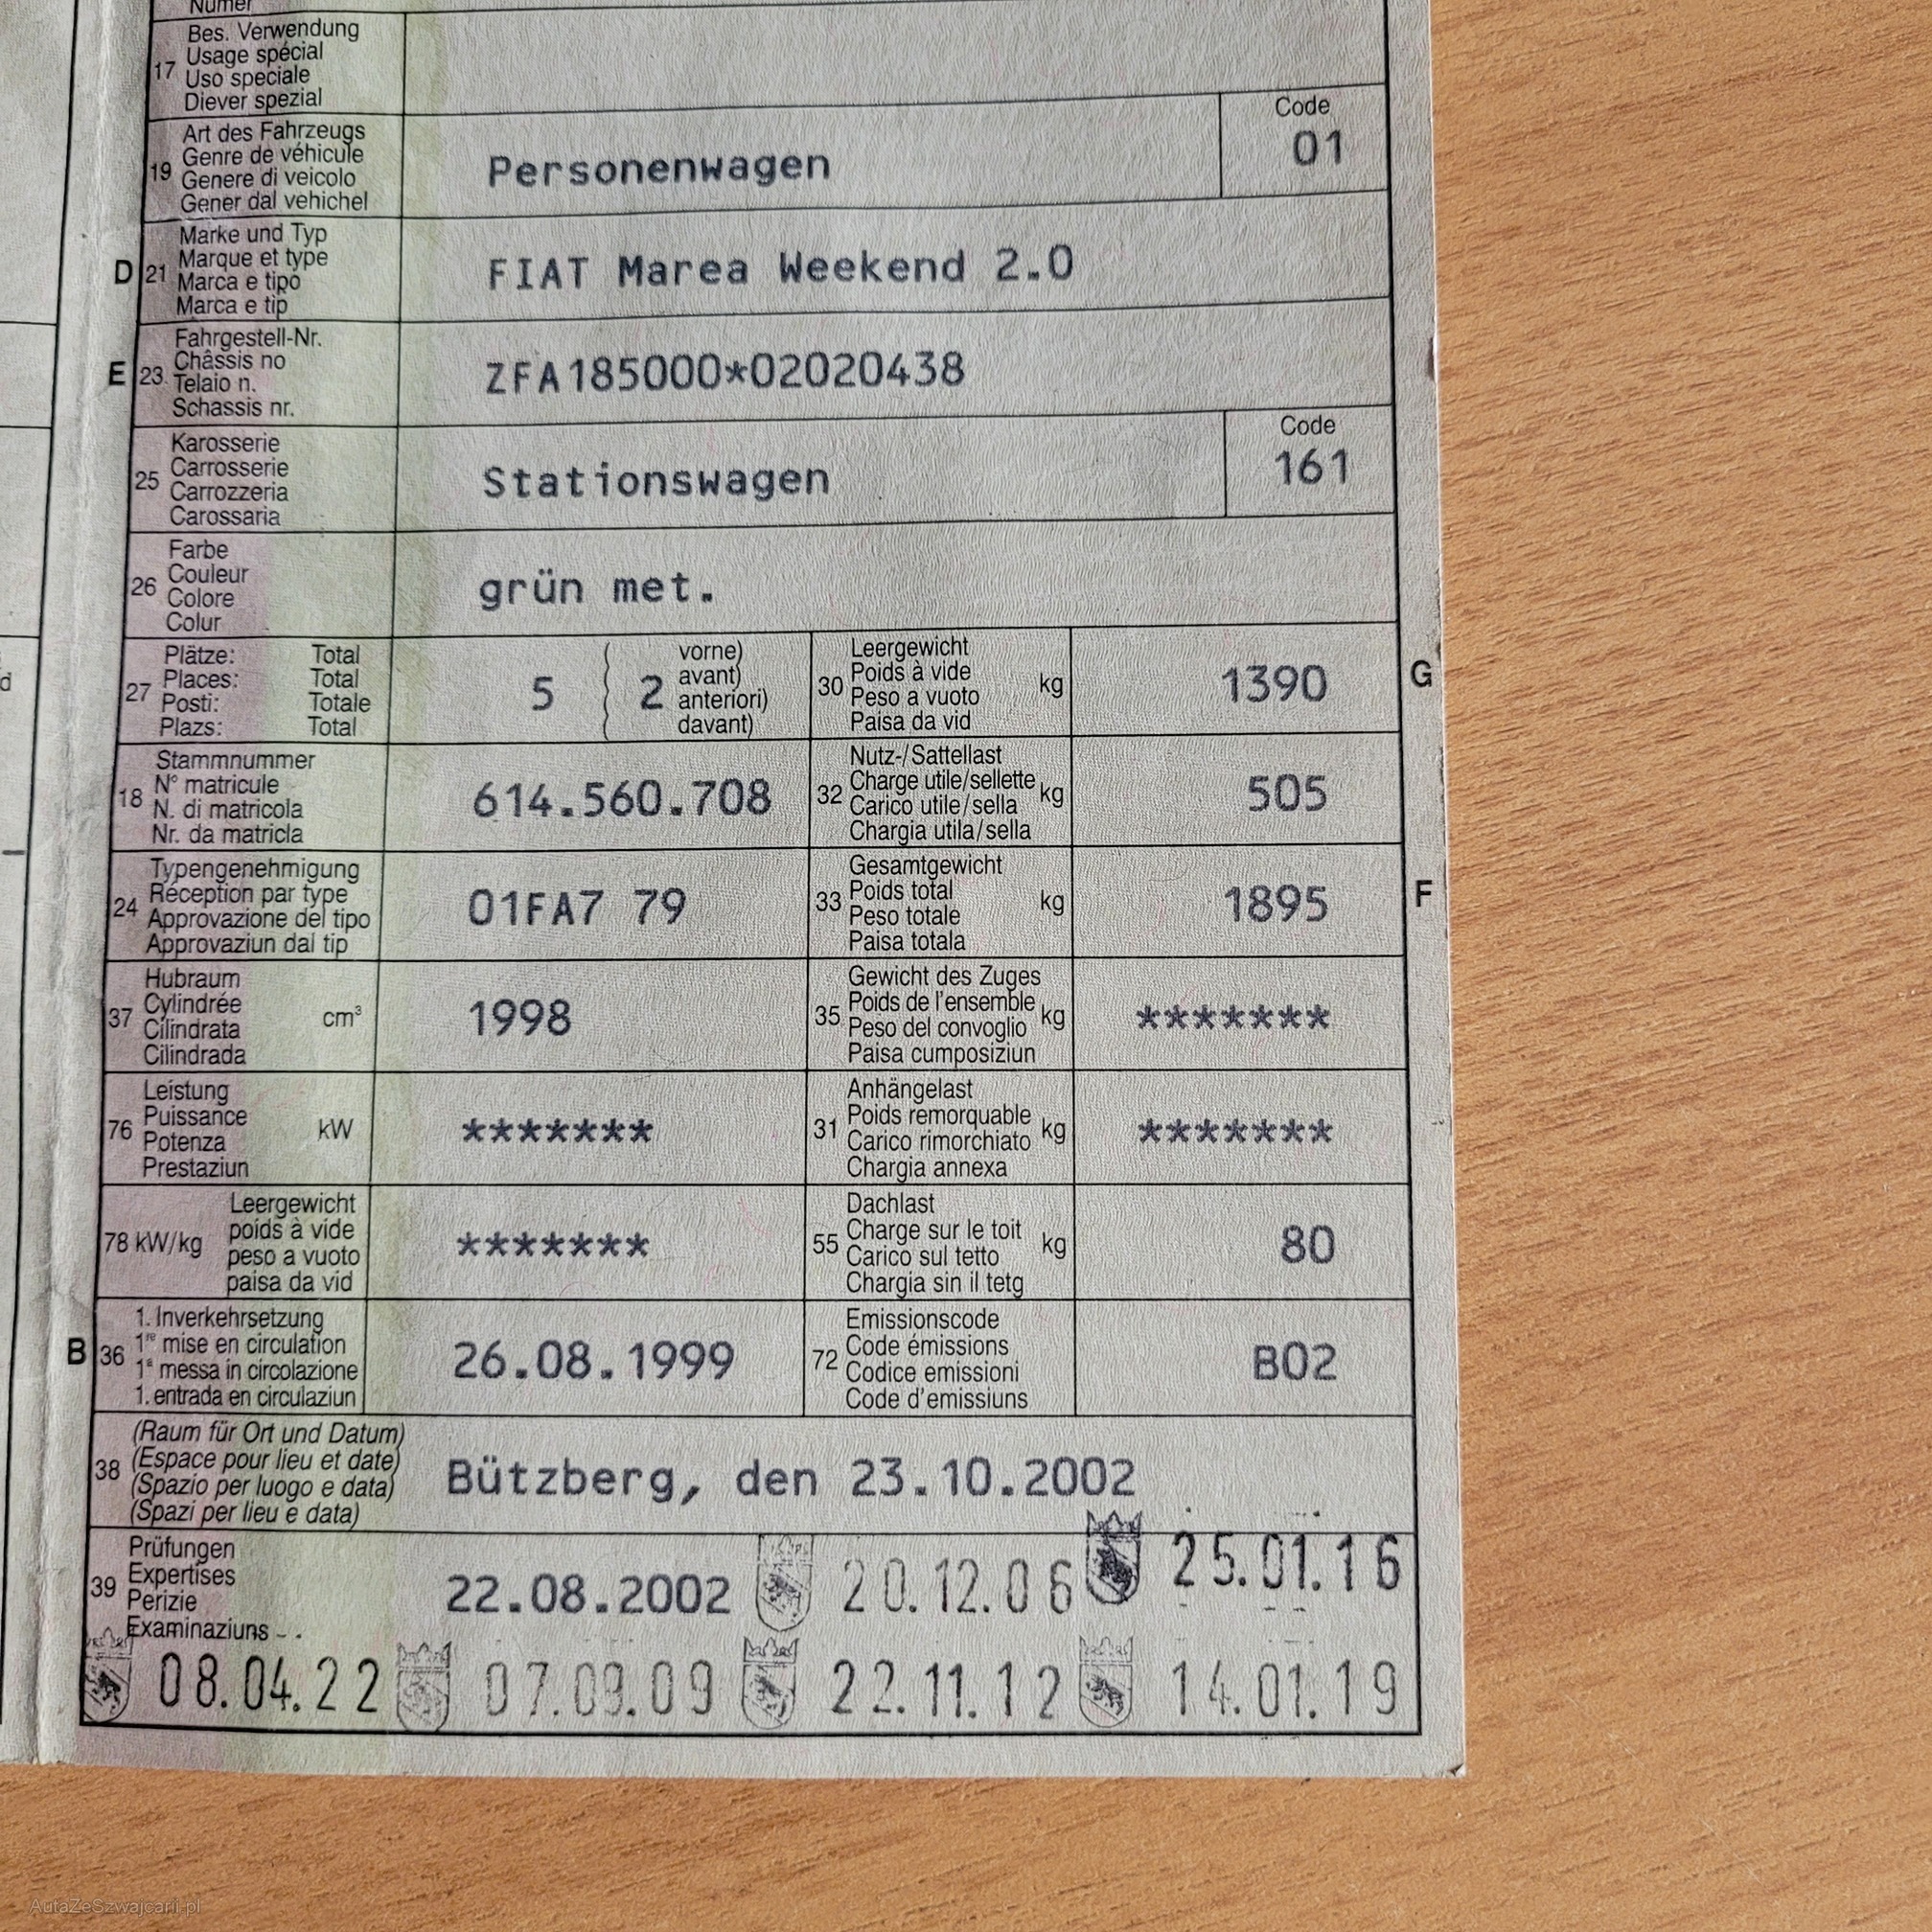 Numer
17 Bes. Verwendung
Usage spécial
Uso speciale
Diever spezial
19 Art des Fahrzeugs
Genre de véhicule
Genere di veicolo
Gener dal vehichel
Personenwagen
Code
01
D 21 Marke und Typ
Marque et type
Marca e tipo
Marca e tip
FIAT Marea Weekend 2.0
E 23 Fahrgestell-Nr.
Châssis no
Telaio n.
Schassis nr.
ZFA185000*02020438
25 Karosserie
Carrosserie
Carrozzeria
Carossaria
Stationswagen
Code
161
26 Farbe
Couleur
Colore
Colur
grün met.
27 Plätze: Total
Places: Total
Posti: Totale
Plazs: Total
5 ( 2 vorne)
avant)
anteriori)
davant)
30 Leergewicht
Poids à vide
Peso a vuoto
Paisa da vid
kg
1390
G
18 Stammnummer
N° matricule
N. di matricola
Nr. da matricla
614.560.708
32 Nutz-/Sattellast
Charge utile/sellette
Carico utile/sella
Chargia utila/sella
kg
505
24 Typengenehmigung
Réception par type
Approvazione del tipo
Approvaziun dal tip
01FA7 79
33 Gesamtgewicht
Poids total
Peso totale
Paisa totala
kg
1895
F
37 Hubraum
Cylindrée
Cilindrata
Cilindrada
cm³
1998
35 Gewicht des Zuges
Poids de l'ensemble
Peso del convoglio
Paisa cumposiziun
kg
*******
76 Leistung
Puissance
Potenza
Prestaziun
kW
*******
31 Anhängelast
Poids remorquable
Carico rimorchiato
Chargia annexa
kg
*******
78 kW/kg
Leergewicht
poids à vide
peso a vuoto
paisa da vid
*******
55 Dachlast
Charge sur le toit
Carico sul tetto
Chargia sin il tetg
kg
80
B 36 1. Inverkehrsetzung
1re mise en circulation
1a messa in circolazione
1. entrada en circulaziun
26.08.1999
72 Emissionscode
Code émissions
Codice emissioni
Code d'emissiuns
B02
38 (Raum für Ort und Datum)
(Espace pour lieu et date)
(Spazio per luogo e data)
(Spazi per lieu e data)
Bützberg, den 23.10.2002
39 Prüfungen
Expertises
Perizie
Examinaziuns
22.08.2002 20.12.06 25.01.16
08.04.22 07.09.09 22.11.12 14.01.19
d
AutaZeSzwajcarii.pl